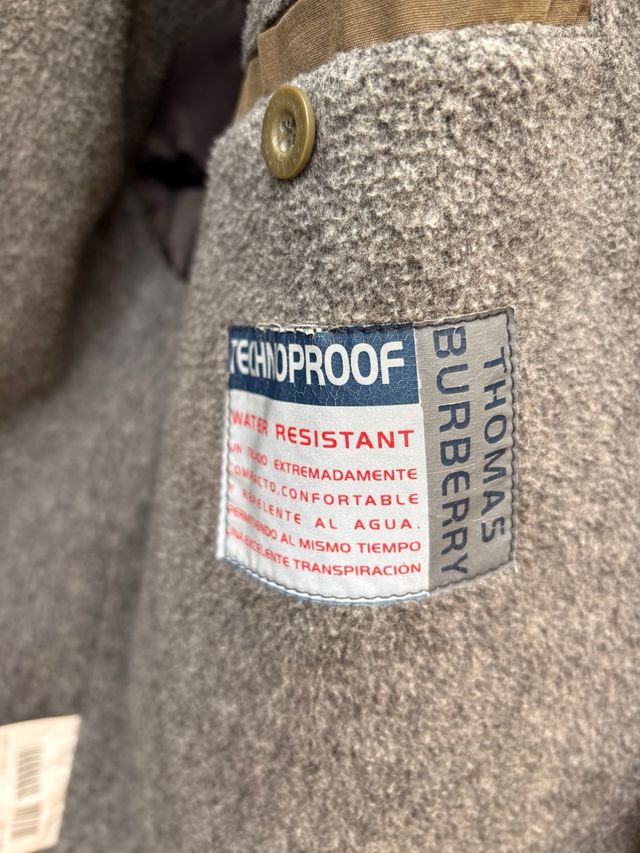 TECHNOPROOF
WATER RESISTANT
UN TEJIDO EXTREMADAMENTE
COMPACTO, CONFORTABLE
REPELENTE AL AGUA.
PERMITIENDO AL MISMO TIEMPO
UNA EXCELENTE TRANSPIRACIÓN
THOMAS
BURBERRY